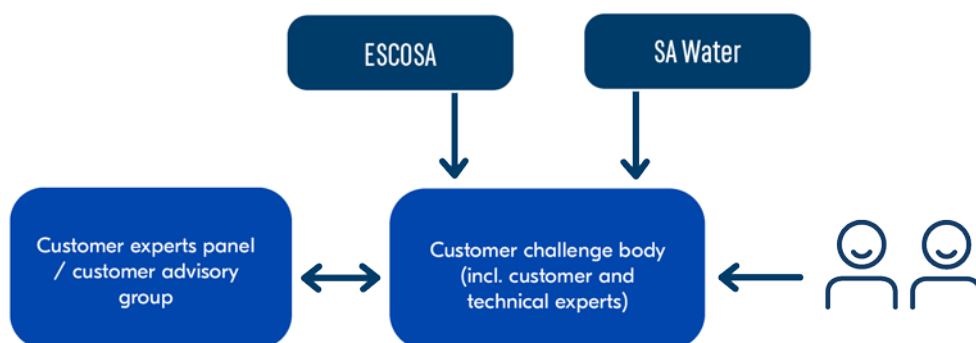 ESCOSA
SA Water
Customer experts panel
/ customer advisory
group
Customer challenge body
(incl. customer and
technical experts)